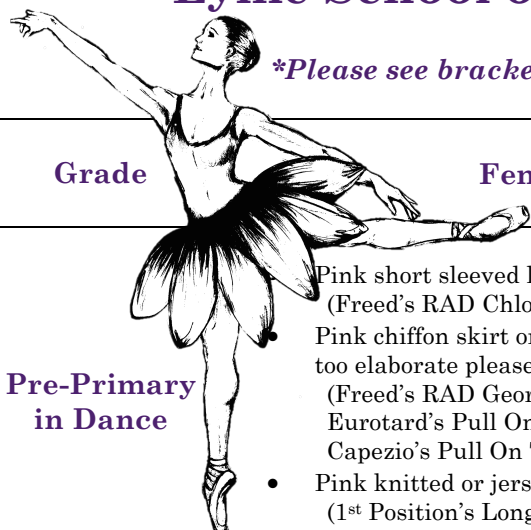 *Please see bracke
Grade
Fen
Pink short sleeved
(Freed's RAD Chlo
• Pink chiffon skirt or
too elaborate please
(Freed's RAD Geor
Eurotard's Pull On
Capezio's Pull On
Pre-Primary
in Dance
• Pink knitted or jers
(1st Position's Long